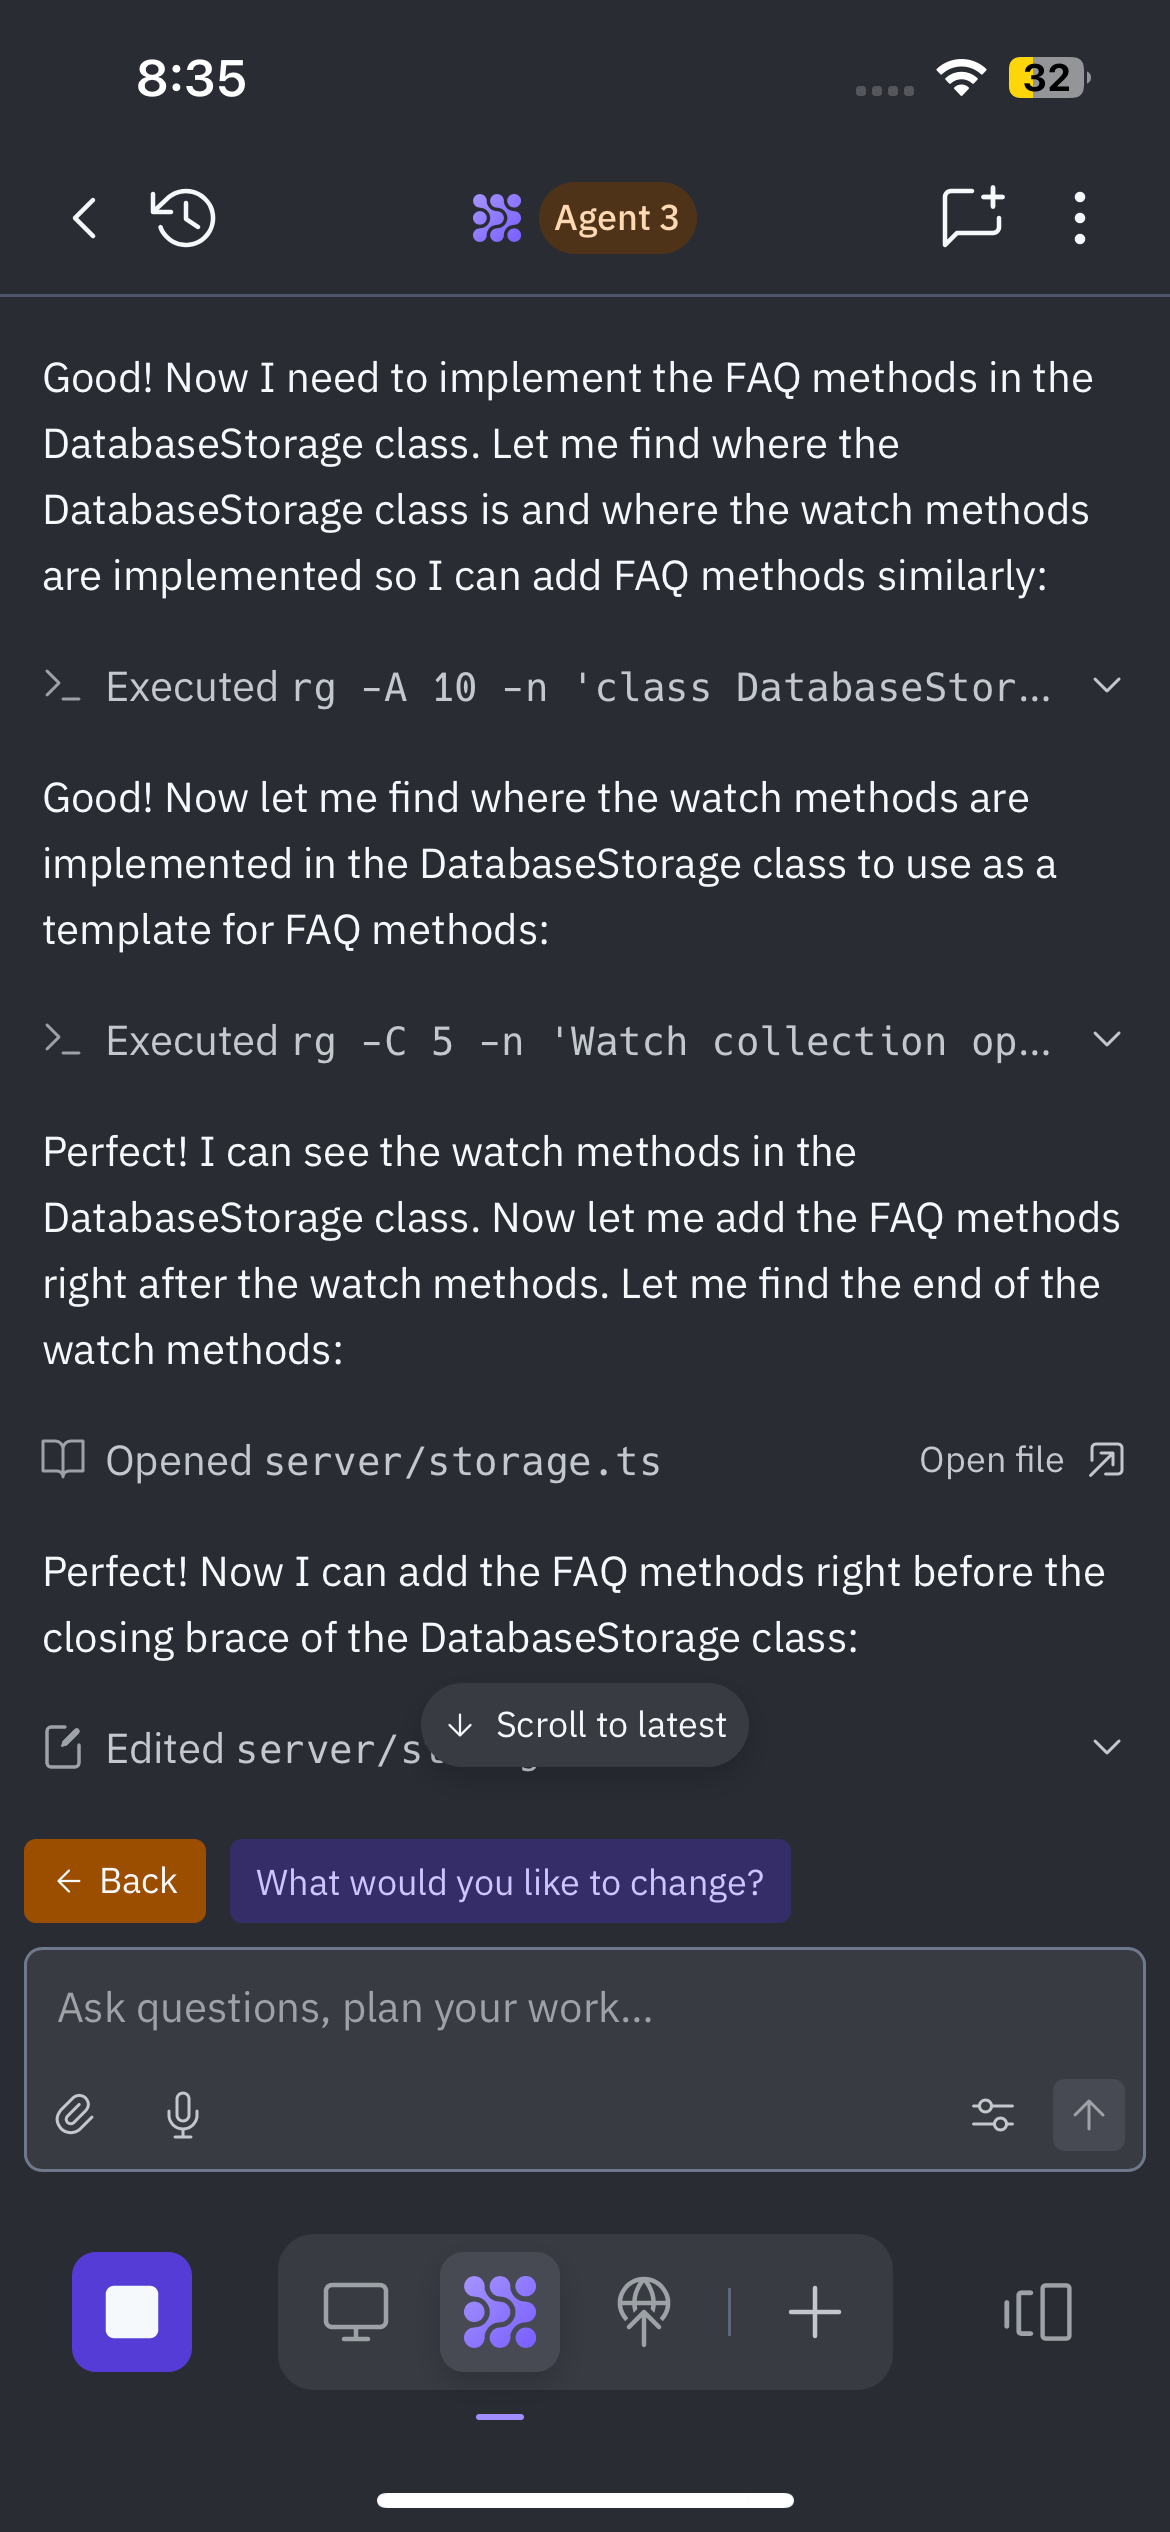 8:35
32
Agent 3
Good! Now I need to implement the FAQ methods in the
DatabaseStorage class. Let me find where the
DatabaseStorage class is and where the watch methods
are implemented so I can add FAQ methods similarly:
Executed rg -A 10 -n 'class DatabaseStor...
Good! Now let me find where the watch methods are
implemented in the DatabaseStorage class to use as a
template for FAQ methods:
Executed rg -C 5 -n 'Watch collection op...
Perfect! I can see the watch methods in the
DatabaseStorage class. Now let me add the FAQ methods
right after the watch methods. Let me find the end of the
watch methods:
Opened server/storage.ts Open file
Perfect! Now I can add the FAQ methods right before the
closing brace of the DatabaseStorage class:
Scroll to latest
Edited
← Back What would you like to change?
Ask questions, plan your work...